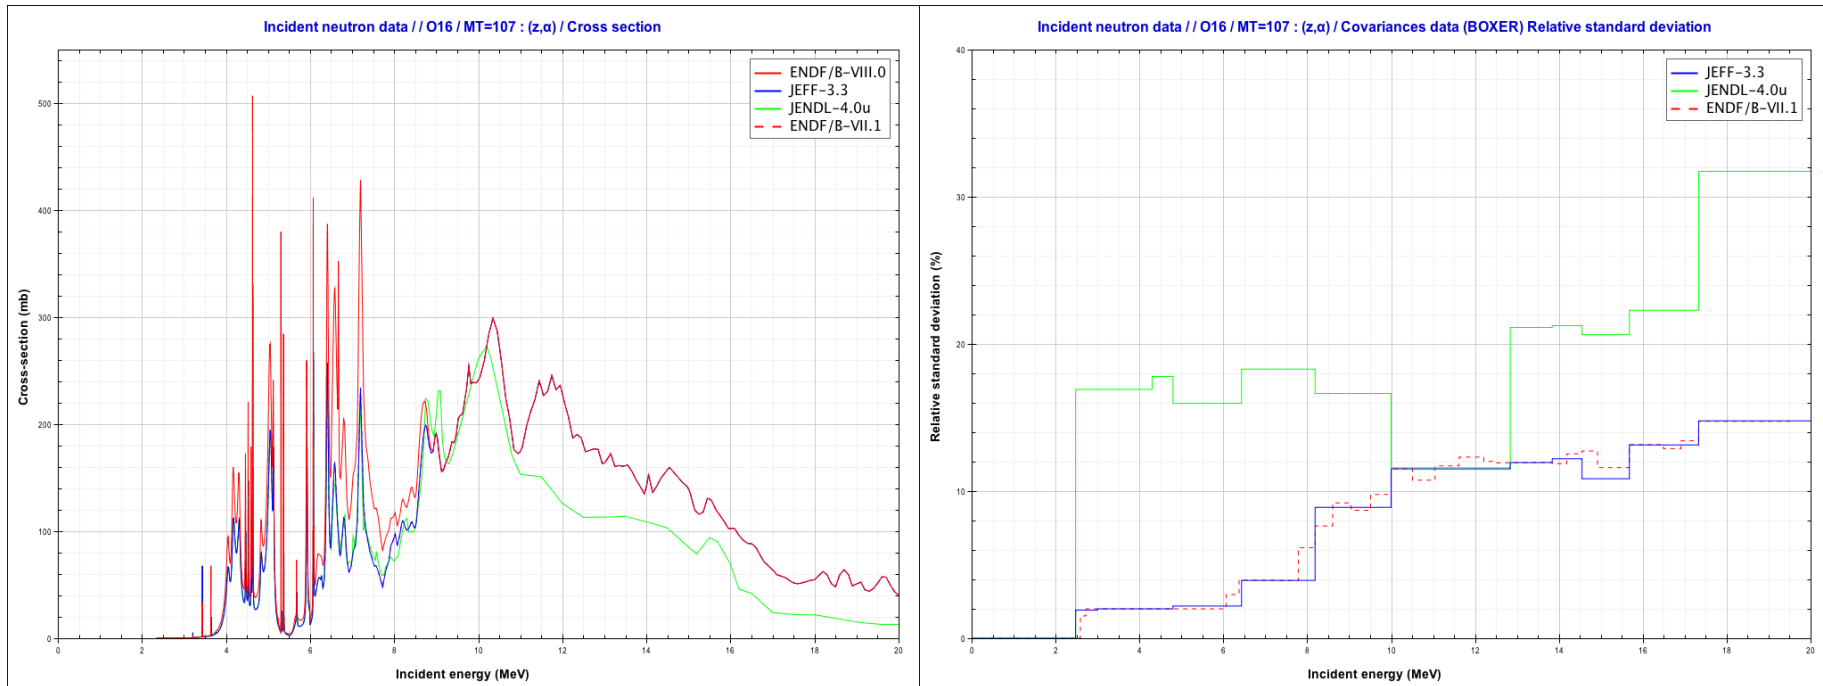 Incident neutron data / / O16 / MT=107 : (z,α) / Cross section
ENDF/B-VIII.0
JEFF-3.3
JENDL-4.0u
ENDF/B-VII.1
Cross-section (mb)
500
400
300
200
100
0
0 2 4 6 8 10 12 14 16 18 20
Incident energy (MeV)
Incident neutron data / / O16 / MT=107 : (z,α) / Covariances data (BOXER) Relative standard deviation
JEFF-3.3
JENDL-4.0u
ENDF/B-VII.1
Relative standard deviation (%)
40
30
20
10
0
0 2 4 6 8 10 12 14 16 18 20
Incident energy (MeV)